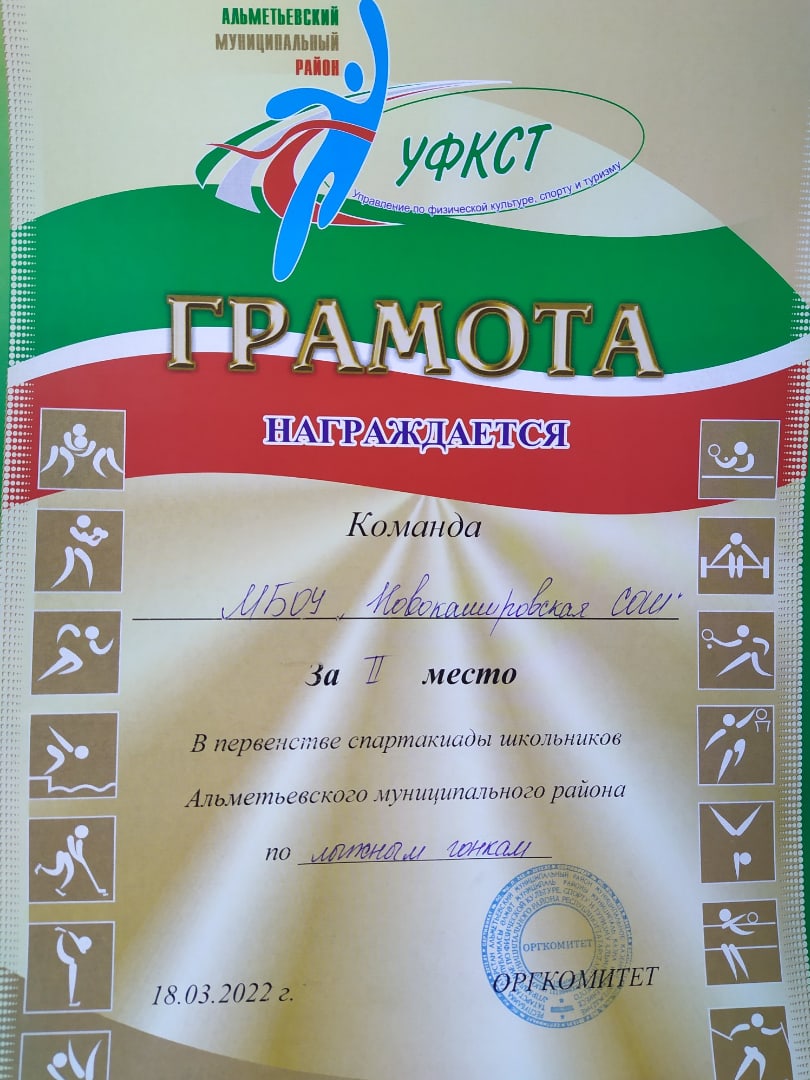 АЛЬМЕТЬЕВСКИЙ
МУНИЦИПАЛЬНЫЙ
РАЙОН
УФКСТ
Управление по физической культуре, спорту и туризму
ГРАМОТА
НАГРАЖДАЕТСЯ
Команда
МБОУ „Новокашировская СОШ"
За II место
В первенстве спартакиады школьников
Альметьевского муниципального района
по лыжным гонкам
ОРГКОМИТЕТ
18.03.2022 г.
ОРГКОМИТЕТ